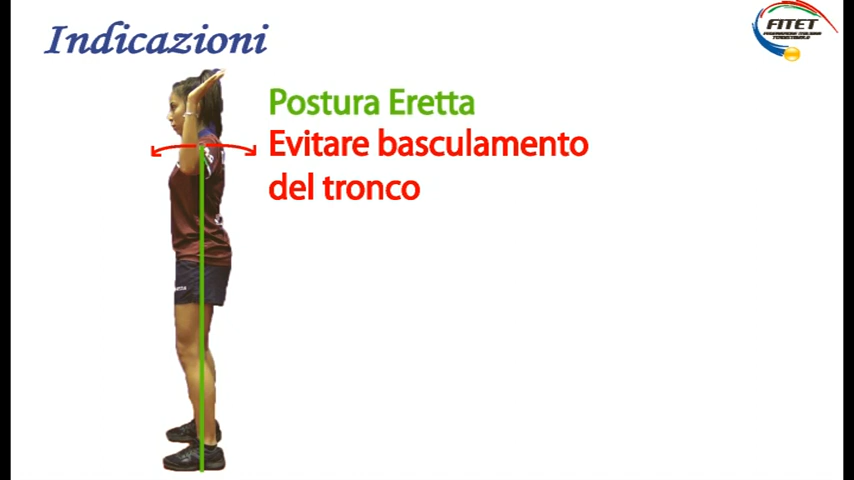 Indicazioni
FITET
Postura Eretta
Evitare basculamento
del tronco